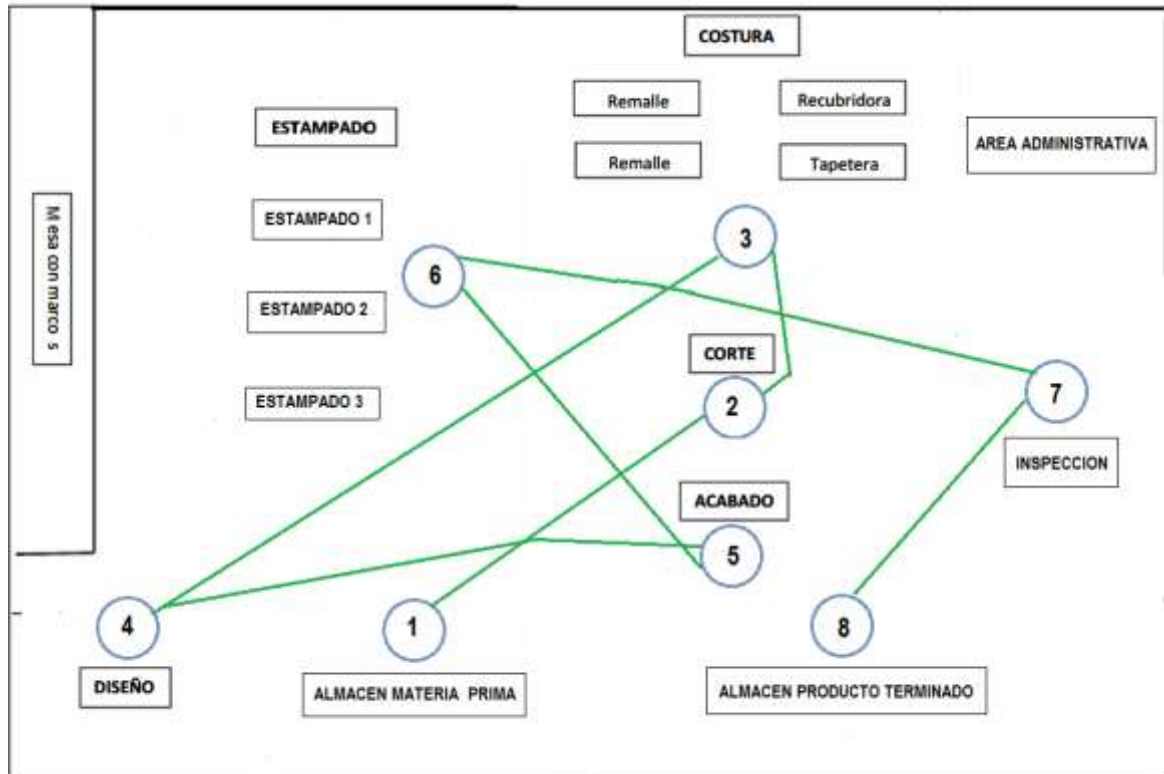 COSTURA
Remalle
Recubridora
ESTAMPADO
AREA ADMINISTRATIVA
Remalle
Tapetera
Mesa con marcos
ESTAMPADO 1
3
6
ESTAMPADO 2
CORTE
ESTAMPADO 3
2
7
INSPECCION
ACABADO
5
4
1
8
DISEÑO
ALMACEN MATERIA PRIMA
ALMACEN PRODUCTO TERMINADO